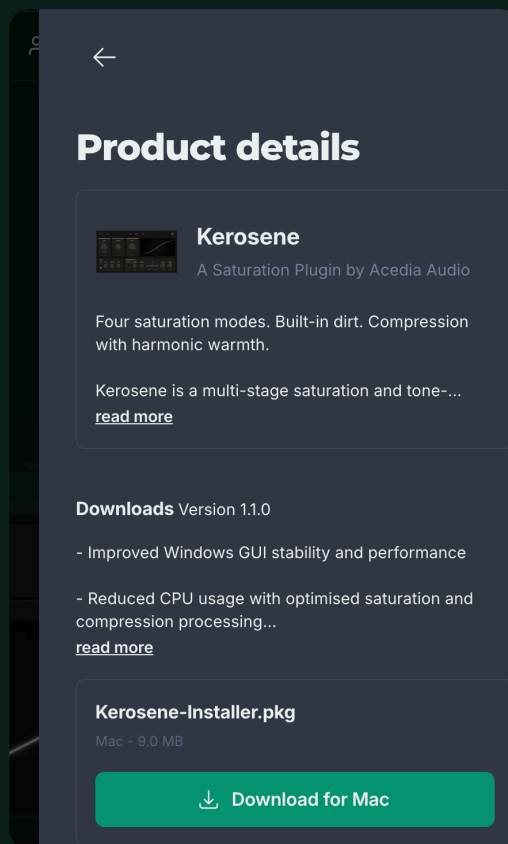 Product details
Kerosene
A Saturation Plugin by Acedia Audio
Four saturation modes. Built-in dirt. Compression
with harmonic warmth.
Kerosene is a multi-stage saturation and tone-...
read more
Downloads Version 1.1.0
- Improved Windows GUI stability and performance
- Reduced CPU usage with optimised saturation and
compression processing...
read more
Kerosene-Installer.pkg
Mac - 9.0 MB
Download for Mac